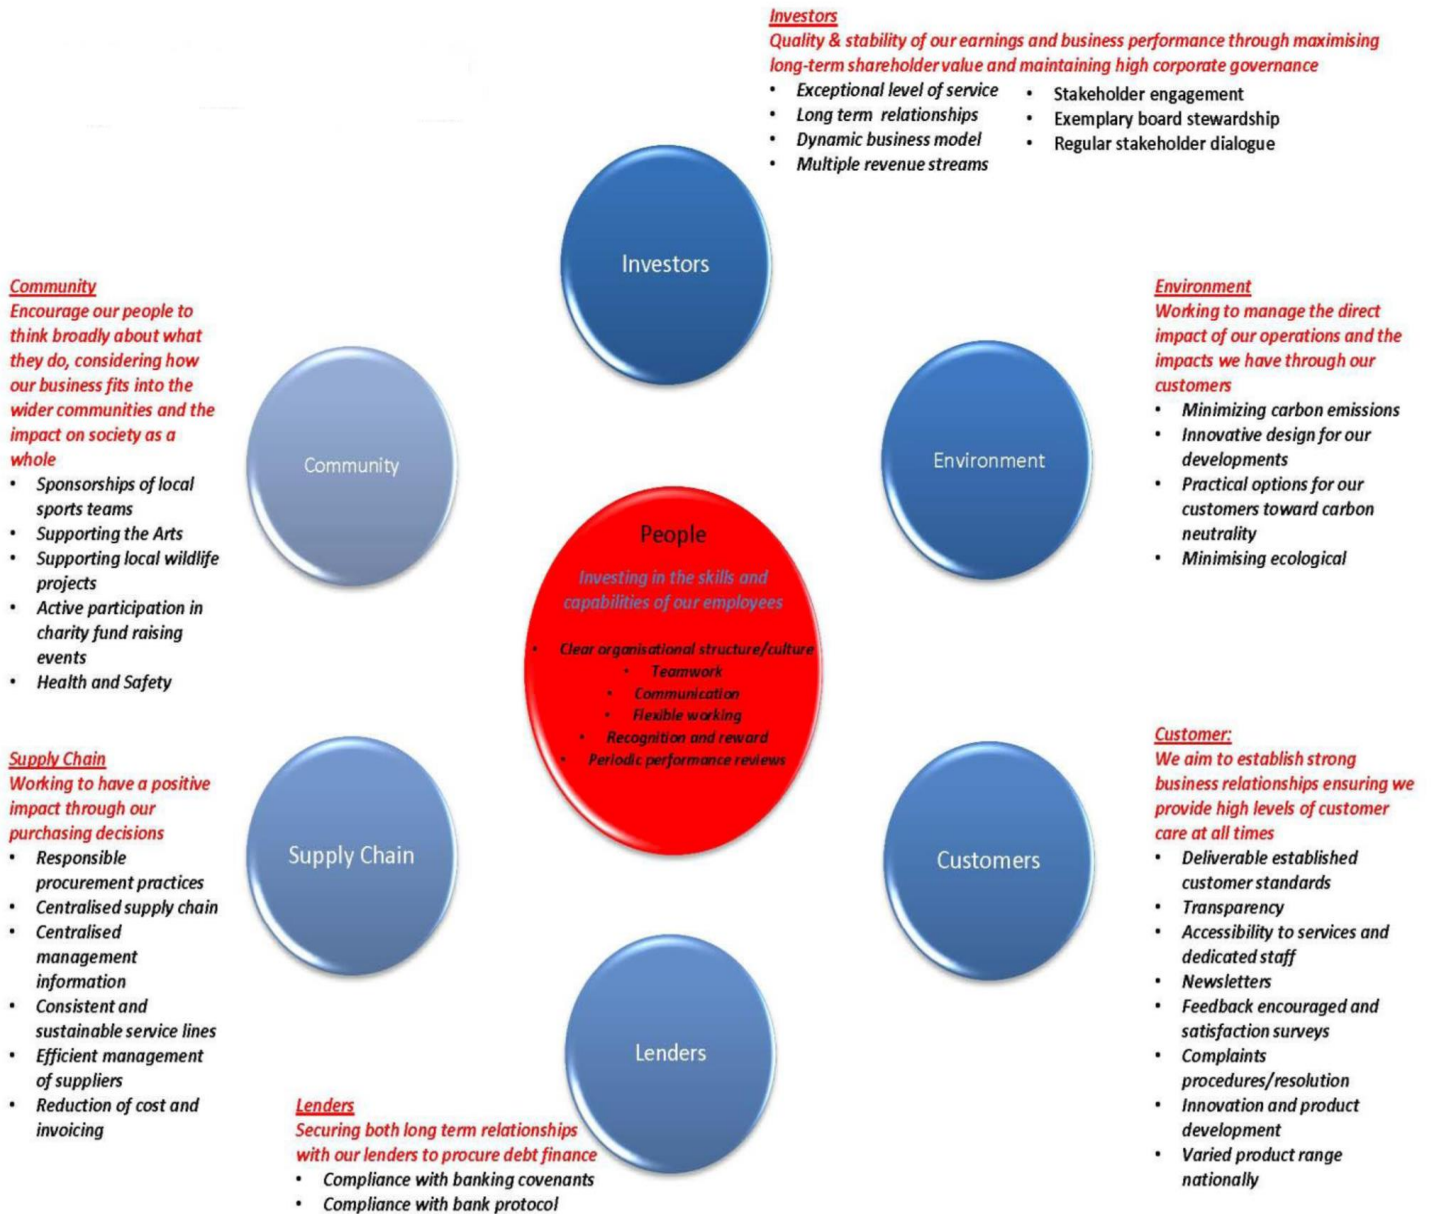 Investors
Quality & stability of our earnings and business performance through maximising
long-term shareholder value and maintaining high corporate governance
• Exceptional level of service
• Long term relationships
• Dynamic business model
• Multiple revenue streams
• Stakeholder engagement
• Exemplary board stewardship
• Regular stakeholder dialogue
Investors
Community
Encourage our people to
think broadly about what
they do, considering how
our business fits into the
wider communities and the
impact on society as a
whole
• Sponsorships of local
sports teams
• Supporting the Arts
• Supporting local wildlife
projects
• Active participation in
charity fund raising
events
• Health and Safety
Community
Environment
Environment
Working to manage the direct
impact of our operations and the
impacts we have through our
customers
• Minimizing carbon emissions
• Innovative design for our
developments
• Practical options for our
customers toward carbon
neutrality
• Minimising ecological
People
Investing in the skills and
capabilities of our employees
• Clear organisational structure/culture
• Teamwork
• Communication
• Flexible working
• Recognition and reward
• Periodic performance reviews
Supply Chain
Working to have a positive
impact through our
purchasing decisions
• Responsible
procurement practices
• Centralised supply chain
• Centralised
management
information
• Consistent and
sustainable service lines
• Efficient management
of suppliers
• Reduction of cost and
invoicing
Supply Chain
Customers
Customer:
We aim to establish strong
business relationships ensuring we
provide high levels of customer
care at all times
• Deliverable established
customer standards
• Transparency
• Accessibility to services and
dedicated staff
• Newsletters
• Feedback encouraged and
satisfaction surveys
• Complaints
procedures/resolution
• Innovation and product
development
• Varied product range
nationally
Lenders
Lenders
Securing both long term relationships
with our lenders to procure debt finance
• Compliance with banking covenants
• Compliance with bank protocol